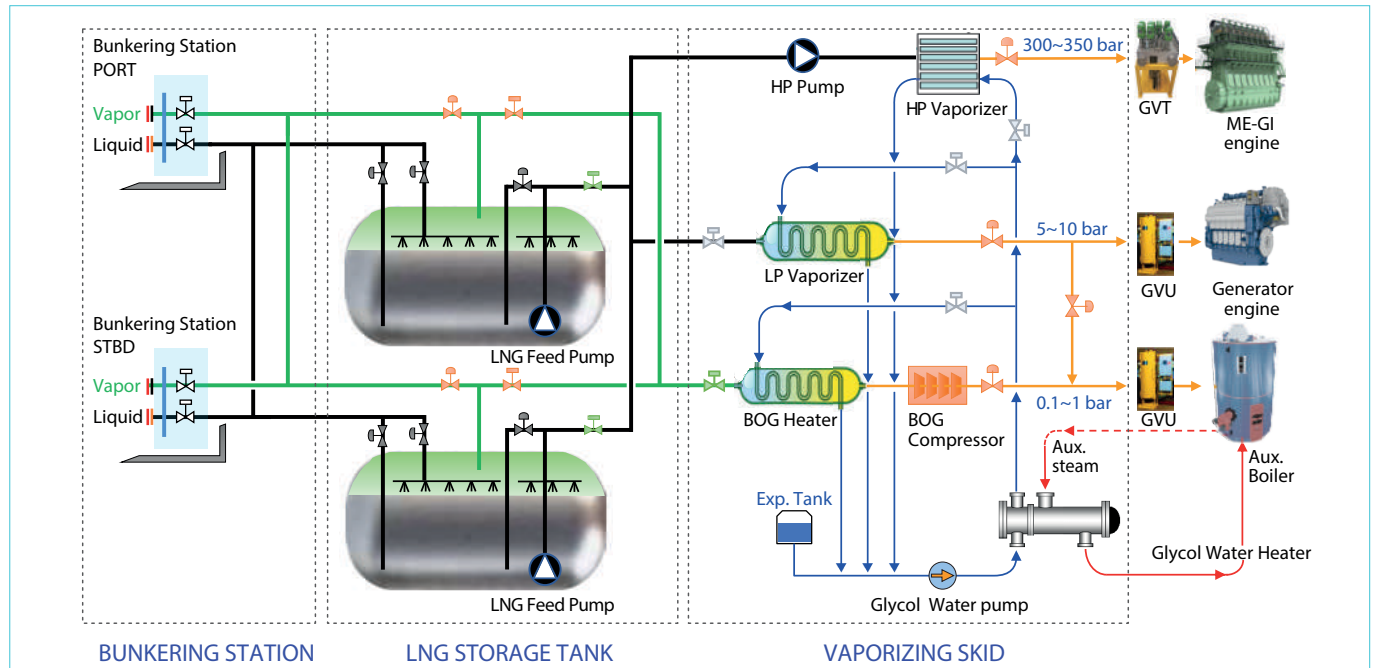 Bunkering Station
PORT
Vapor
Liquid
HP Pump
HP Vaporizer
300~350 bar
GVT
ME-GI
engine
LNG Feed Pump
LP Vaporizer
5~10 bar
GVU
Generator
engine
Bunkering Station
STBD
Vapor
Liquid
BOG Heater
BOG
Compressor
0.1~1 bar
GVU
Aux.
steam
Aux.
Boiler
Exp. Tank
Glycol Water Heater
LNG Feed Pump
Glycol Water pump
BUNKERING STATION
LNG STORAGE TANK
VAPORIZING SKID